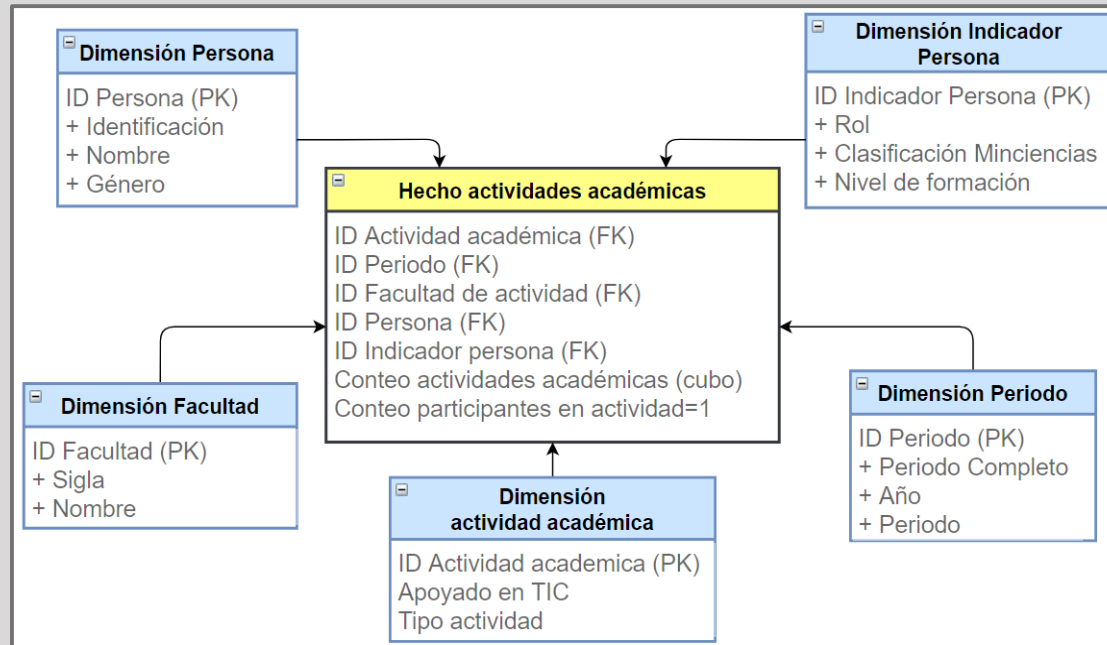 Dimensión Persona
ID Persona (PK)
+ Identificación
+ Nombre
+ Género
Dimensión Indicador
Persona
ID Indicador Persona (PK)
+ Rol
+ Clasificación Minciencias
+ Nivel de formación
Hecho actividades académicas
ID Actividad académica (FK)
ID Periodo (FK)
ID Facultad de actividad (FK)
ID Persona (FK)
ID Indicador persona (FK)
Conteo actividades académicas (cubo)
Conteo participantes en actividad=1
Dimensión Facultad
ID Facultad (PK)
+ Sigla
+ Nombre
Dimensión
actividad académica
ID Actividad academica (PK)
Apoyado en TIC
Tipo actividad
Dimensión Periodo
ID Periodo (PK)
+ Periodo Completo
+ Año
+ Periodo